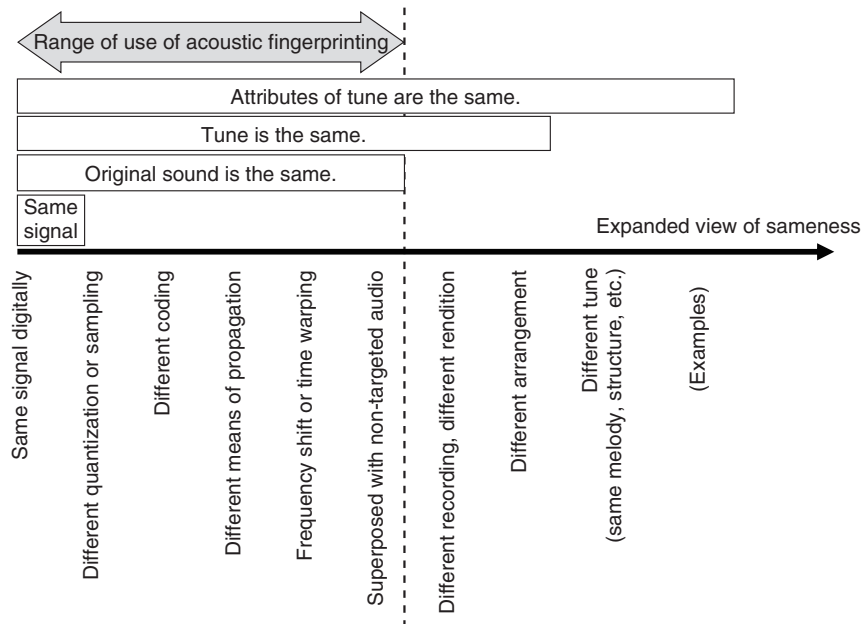 Range of use of acoustic fingerprinting
Attributes of tune are the same.
Tune is the same.
Original sound is the same.
Same
signal
Expanded view of sameness
Same signal digitally
Different quantization or sampling
Different coding
Different means of propagation
Frequency shift or time warping
Superposed with non-targeted audio
Different recording, different rendition
Different arrangement
Different tune
(same melody, structure, etc.)
(Examples)